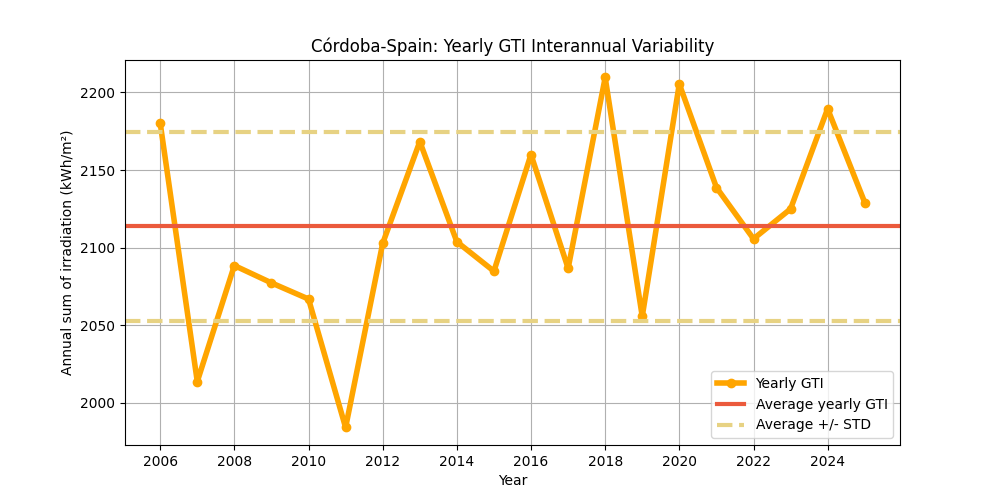 Córdoba-Spain: Yearly GTI Interannual Variability
Annual sum of irradiation (kWh/m²)
2200
2150
2100
2050
2000
Yearly GTI
Average yearly GTI
Average +/- STD
2006 2008 2010 2012 2014 2016 2018 2020 2022 2024
Year